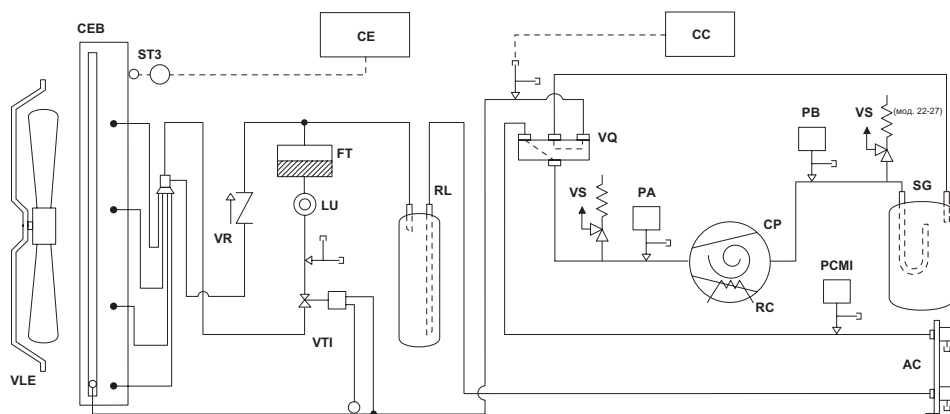 CEB
ST3
CE
CC
VQ
PB
VS
(мод. 22-27)
FT
LU
RL
VR
VS
PA
CP
SG
RC
PCMI
VTI
AC
VLE